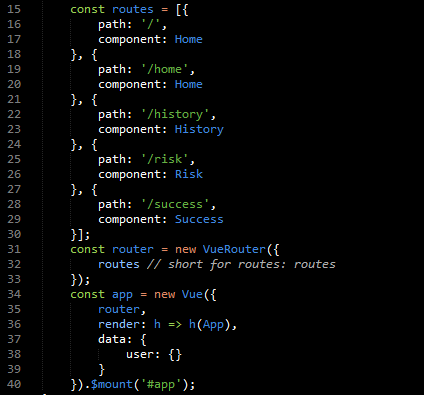 15 const routes = [{
16 path: '/',
17 component: Home
18 }, {
19 path: '/home',
20 component: Home
21 }, {
22 path: '/history',
23 component: History
24 }, {
25 path: '/risk',
26 component: Risk
27 }, {
28 path: '/success',
29 component: Success
30 }];
31 const router = new VueRouter({
32 routes // short for routes: routes
33 });
34 const app = new Vue({
35 router,
36 render: h => h(App),
37 data: {
38 user: {}
39 }
40 }).$mount('#app');